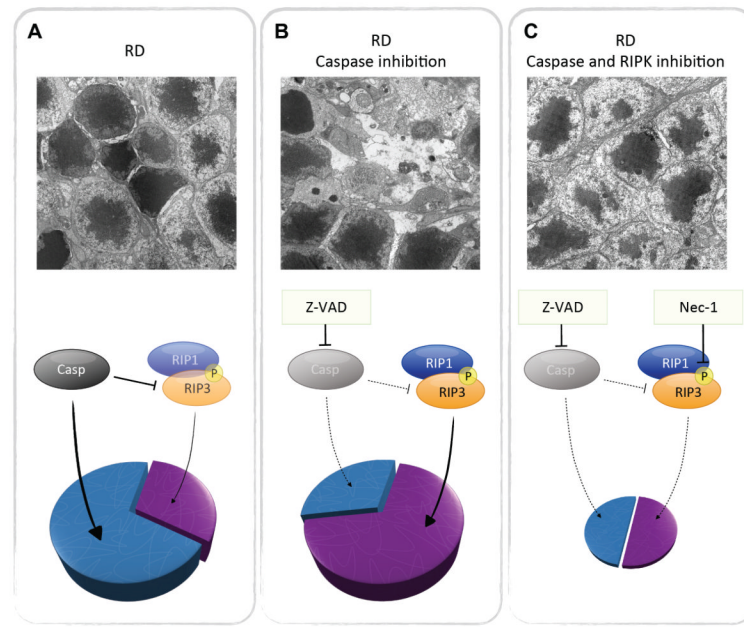 A
RD
Casp
RIP1
P
RIP3
B
RD
Caspase inhibition
Z-VAD
Casp
RIP1
P
RIP3
C
RD
Caspase and RIPK inhibition
Z-VAD
Nec-1
Casp
RIP1
P
RIP3